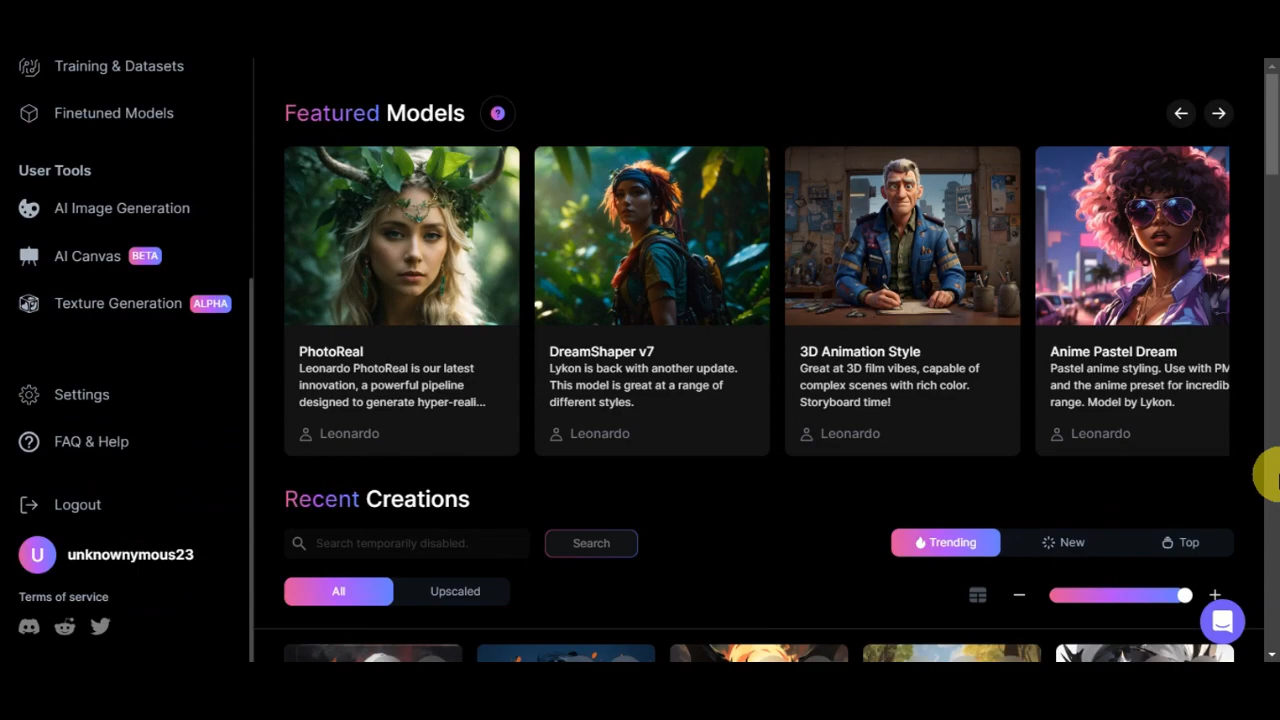 Training & Datasets
Finetuned Models
User Tools
AI Image Generation
AI Canvas BETA
Texture Generation ALPHA
Settings
FAQ & Help
Logout
U unknownymous23
Terms of service
Featured Models ?
PhotoReal
Leonardo PhotoReal is our latest
innovation, a powerful pipeline
designed to generate hyper-reali...
Leonardo
DreamShaper v7
Lykon is back with another update.
This model is great at a range of
different styles.
Leonardo
3D Animation Style
Great at 3D film vibes, capable of
complex scenes with rich color.
Storyboard time!
Leonardo
Anime Pastel Dream
Pastel anime styling. Use with PM
and the anime preset for incredib
range. Model by Lykon.
Leonardo
Recent Creations
Search temporarily disabled.
Search
Trending
New
Top
All
Upscaled